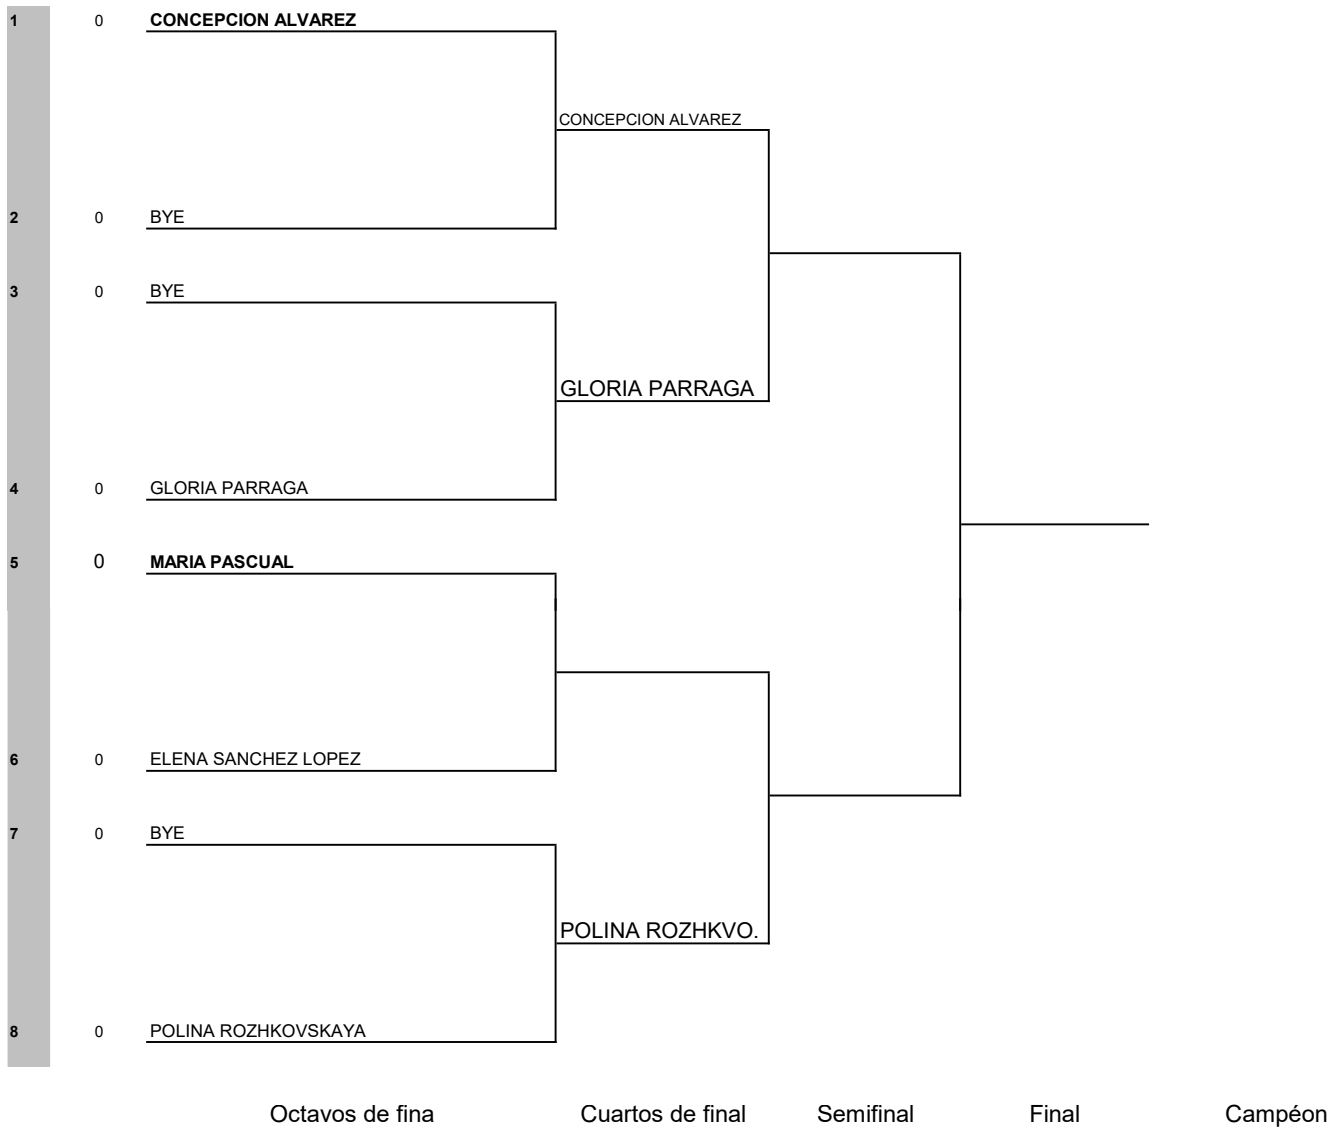 1 0 CONCEPCION ALVAREZ
CONCEPCION ALVAREZ
2 0 BYE
3 0 BYE
GLORIA PARRAGA
4 0 GLORIA PARRAGA
5 0 MARIA PASCUAL
6 0 ELENA SANCHEZ LOPEZ
7 0 BYE
POLINA ROZHKVO.
8 0 POLINA ROZHKOVSKAYA
Octavos de fina Cuartos de final Semifinal Final Campéon